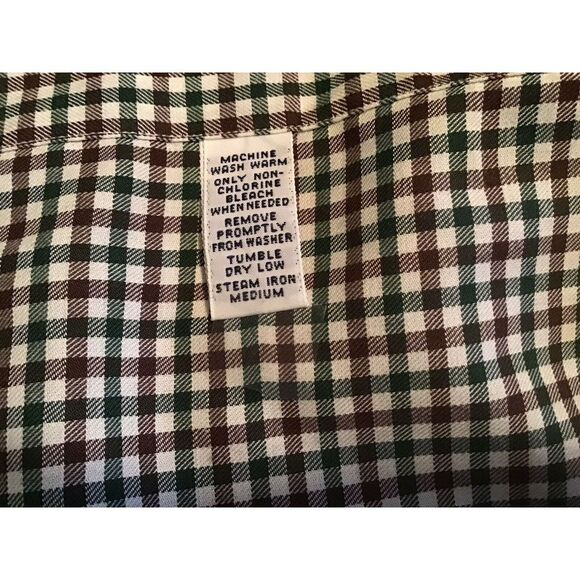 MACHINE
WASH WARM
ONLY NON-
CHLORINE
BLEACH
WHEN NEEDED
REMOVE
PROMPTLY
FROM WASHER
TUMBLE
DRY LOW
STEAM IRON
MEDIUM